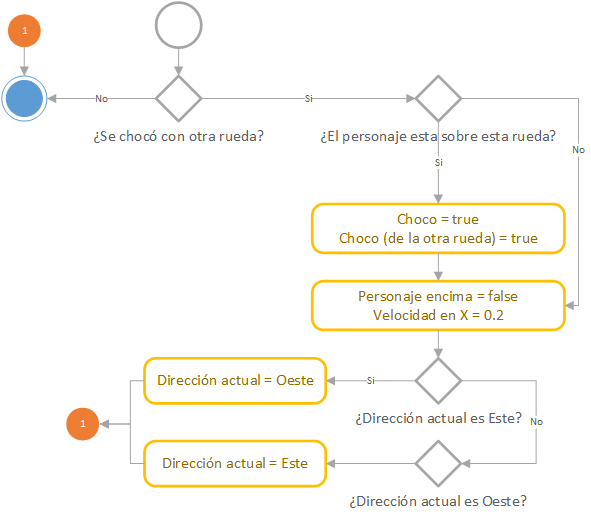 1
No
Si
¿Se chocó con otra rueda?
¿El personaje esta sobre esta rueda?
No
Si
Choco = true
Choco (de la otra rueda) = true
Personaje encima = false
Velocidad en X = 0.2
Dirección actual = Oeste
Si
¿Dirección actual es Este?
No
1
Dirección actual = Este
¿Dirección actual es Oeste?